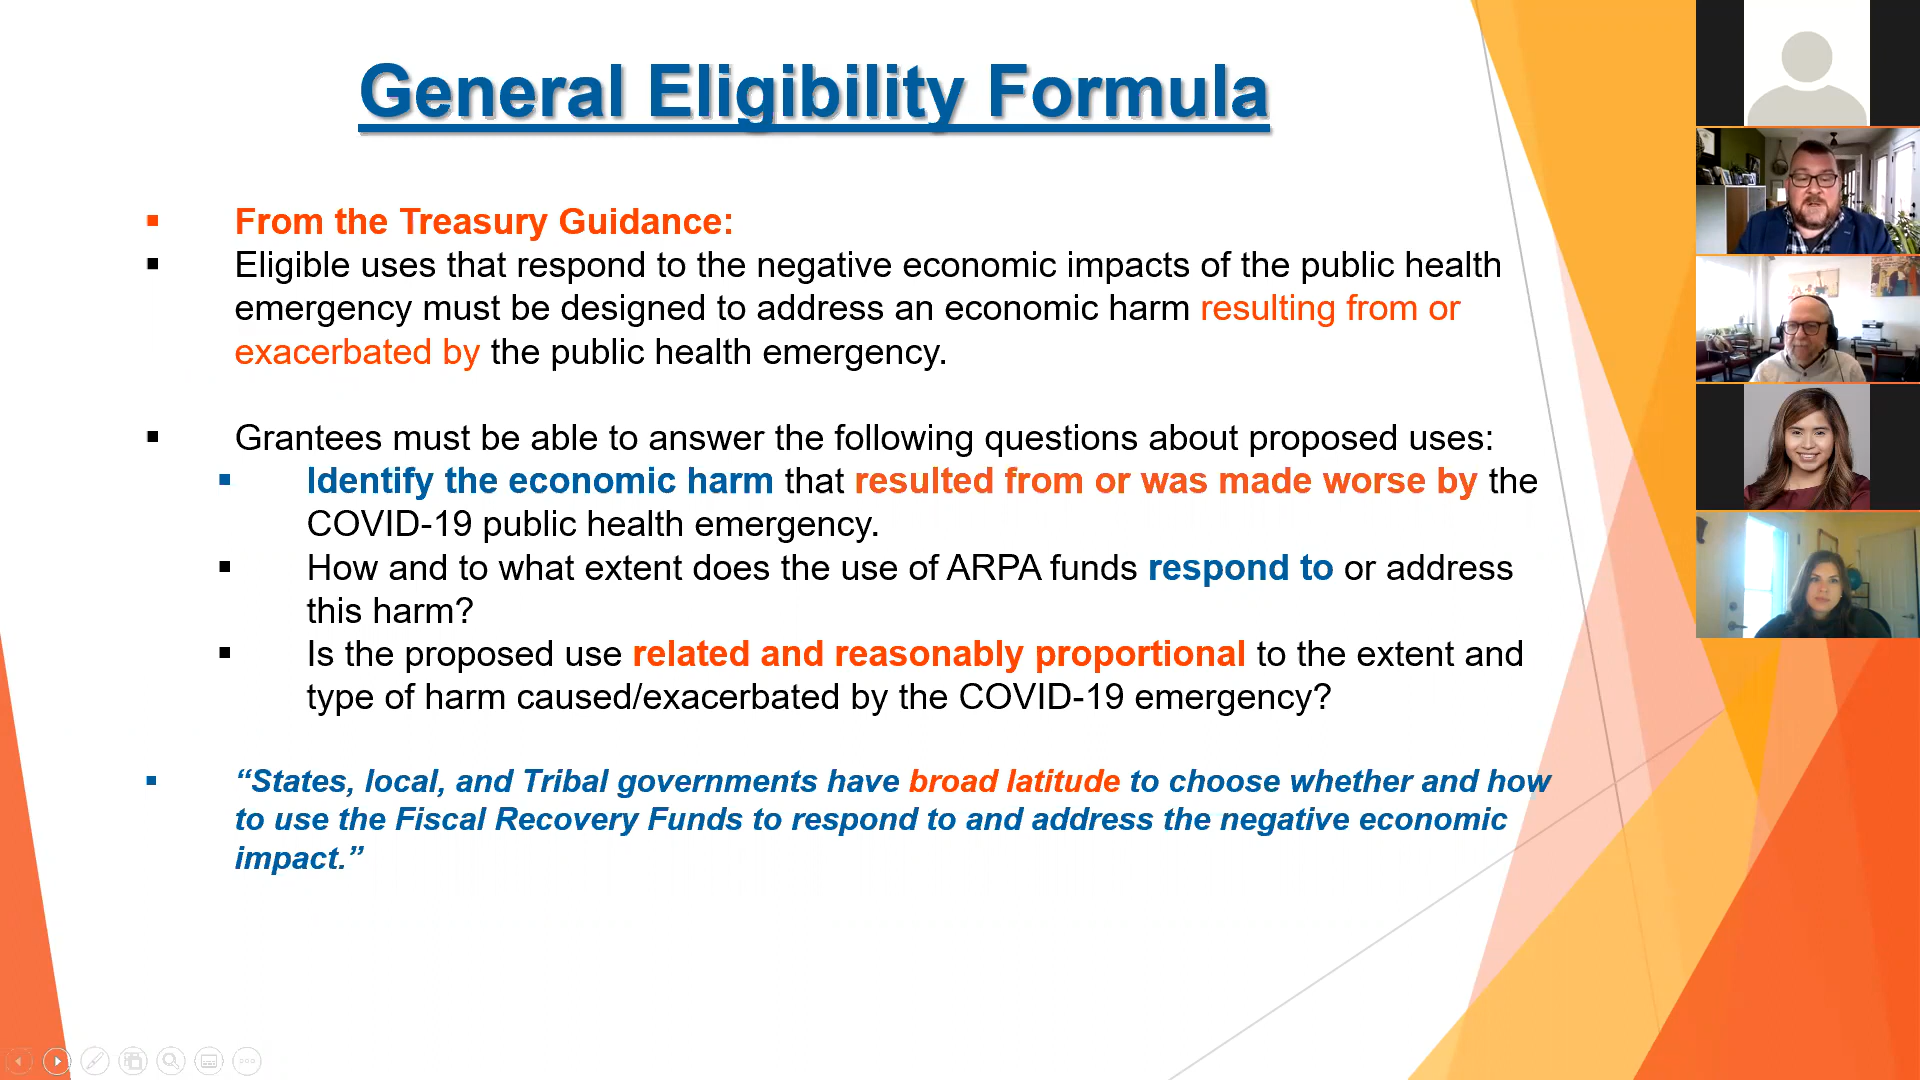 General Eligibility Formula
From the Treasury Guidance:
Eligible uses that respond to the negative economic impacts of the public health
emergency must be designed to address an economic harm resulting from or
exacerbated by the public health emergency.
Grantees must be able to answer the following questions about proposed uses:
Identify the economic harm that resulted from or was made worse by the
COVID-19 public health emergency.
How and to what extent does the use of ARPA funds respond to or address
this harm?
Is the proposed use related and reasonably proportional to the extent and
type of harm caused/exacerbated by the COVID-19 emergency?
“States, local, and Tribal governments have broad latitude to choose whether and how
to use the Fiscal Recovery Funds to respond to and address the negative economic
impact.”